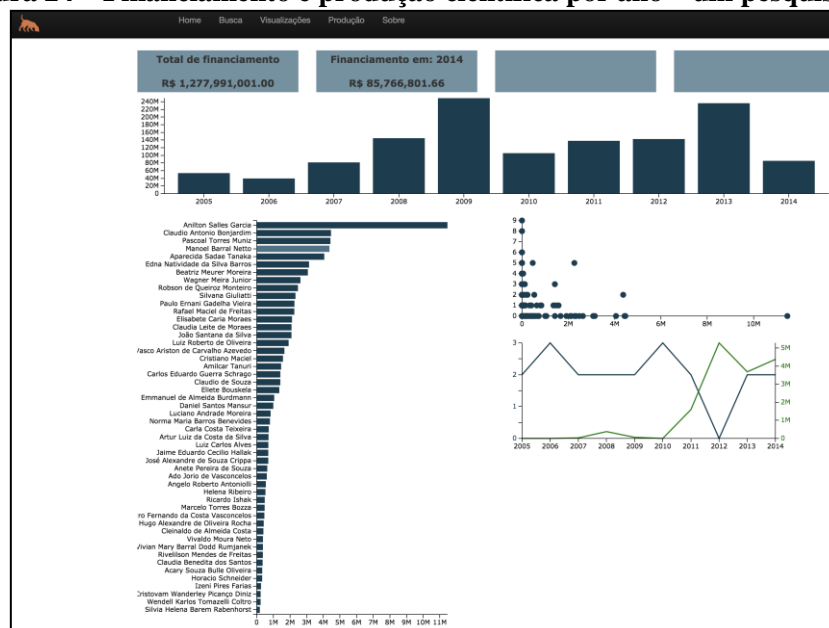 Financiamento e produção científica por ano – um pesquis
Home Busca Visualizações Produção Sobre
Total de financiamento
R$ 1,277,991,001.00
Financiamento em: 2014
R$ 85,766,801.66
240M
220M
200M
180M
160M
140M
120M
100M
80M
60M
40M
20M
0
2005 2006 2007 2008 2009 2010 2011 2012 2013 2014
Anilton Salles Garcia
Claudio Antonio Bonjardim
Pascoal Torres Muniz
Manoel Barral Netto
Aparecida Sadae Tanaka
Edna Natividade da Silva Barros
Beatriz Meurer Moreira
Wagner Meira Junior
Robson de Queiroz Monteiro
Silvana Giuliatti
Paulo Ernani Gadelha Vieira
Rafael Maciel de Freitas
Elisabete Caria Moraes
Claudia Leite de Moraes
João Santana da Silva
Luiz Roberto de Oliveira
Vasco Ariston de Carvalho Azevedo
Cristiano Maciel
Amilcar Tanuri
Carlos Eduardo Guerra Schrago
Claudio de Souza
Eliete Bouskela
Emmanuel de Almeida Burdmann
Daniel Santos Mansur
Luciano Andrade Moreira
Norma Maria Barros Benevides
Carla Costa Teixeira
Artur Luiz da Costa da Silva
Luiz Carlos Alves
Jaime Eduardo Cecilio Hallak
José Alexandre de Souza Crippa
Anete Pereira de Souza
Ado Jorio de Vasconcelos
Angelo Roberto Antoniolli
Helena Ribeiro
Ricardo Ishak
Marcelo Torres Bozza
ro Fernando da Costa Vasconcelos
Hugo Alexandre de Oliveira Rocha
Cleinaldo de Almeida Costa
Vivaldo Moura Neto
Vivian Mary Barral Dodd Rumjanek
Rivelilson Mendes de Freitas
Claudia Benedita dos Santos
Acary Souza Bulle Oliveira
Horacio Schneider
Izeni Pires Farias
Cristovam Wanderley Picanço Diniz
Wendell Karlos Tomazelli Coltro
Silvia Helena Barem Rabenhorst
0 1M 2M 3M 4M 5M 6M 7M 8M 9M 10M 11M
9
8
7
6
5
4
3
2
1
0
0 2M 4M 6M 8M 10M
3
2
1
0
5M
4M
3M
2M
1M
0
2005 2006 2007 2008 2009 2010 2011 2012 2013 2014